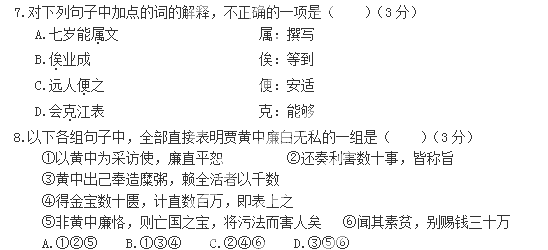 7.对下列句子中加点的词的解释，不正确的一项是（　　）（3分）
A.七岁能属文　　属：撰写
B.俟业成　　俟：等到
C.远人便之　　便：安适
D.会克江表　　克：能够
8.以下各组句子中，全部直接表明贾黄中廉白无私的一组是（　　）（3分）
①以黄中为采访使，廉直平恕　　②还奏利害数十事，皆称旨
③黄中出己奉造糜粥，赖全活者以千数
④得金宝数十匮，计直数百万，即表上之
⑤非黄中廉恪，则亡国之宝，将污法而害人矣　⑥闻其素贫，别赐钱三十万
A.①②⑤　　B.①③④　　C.②④⑥　　D.③⑤⑥